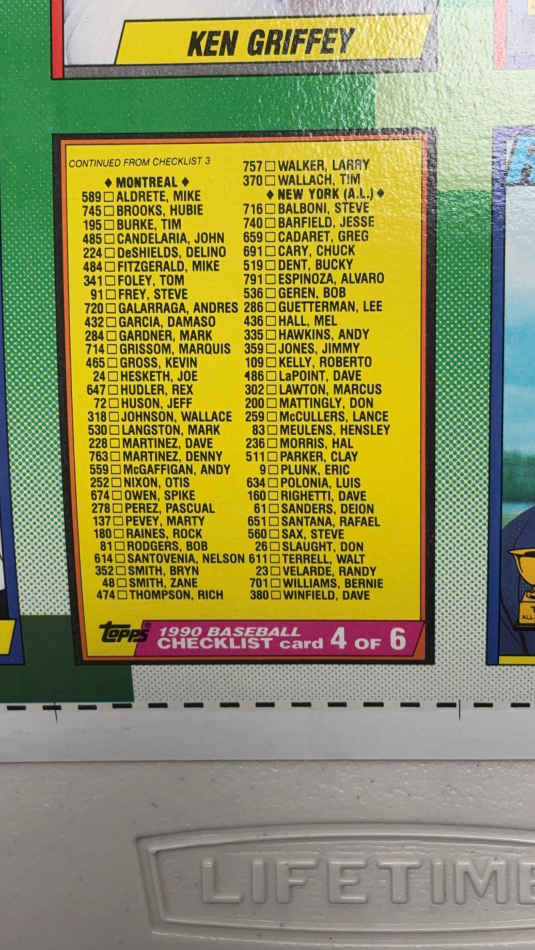 KEN GRIFFEY
CONTINUED FROM CHECKLIST 3
♦ MONTREAL ♦
589 □ ALDRETE, MIKE
745 □ BROOKS, HUBIE
195 □ BURKE, TIM
485 □ CANDELARIA, JOHN
224 □ DeSHIELDS, DELINO
484 □ FITZGERALD, MIKE
341 □ FOLEY, TOM
91 □ FREY, STEVE
720 □ GALARRAGA, ANDRES
432 □ GARCIA, DAMASO
284 □ GARDNER, MARK
714 □ GRISSOM, MARQUIS
465 □ GROSS, KEVIN
24 □ HESKETH, JOE
647 □ HUDLER, REX
72 □ HUSON, JEFF
318 □ JOHNSON, WALLACE
530 □ LANGSTON, MARK
228 □ MARTINEZ, DAVE
763 □ MARTINEZ, DENNY
559 □ McGAFFIGAN, ANDY
252 □ NIXON, OTIS
674 □ OWEN, SPIKE
278 □ PEREZ, PASCUAL
137 □ PEVEY, MARTY
180 □ RAINES, ROCK
81 □ RODGERS, BOB
614 □ SANTOVENIA, NELSON
352 □ SMITH, BRYN
48 □ SMITH, ZANE
474 □ THOMPSON, RICH
757 □ WALKER, LARRY
370 □ WALLACH, TIM
♦ NEW YORK (A.L.) ♦
716 □ BALBONI, STEVE
740 □ BARFIELD, JESSE
659 □ CADARET, GREG
691 □ CARY, CHUCK
519 □ DENT, BUCKY
791 □ ESPINOZA, ALVARO
536 □ GEREN, BOB
286 □ GUETTERMAN, LEE
436 □ HALL, MEL
335 □ HAWKINS, ANDY
359 □ JONES, JIMMY
109 □ KELLY, ROBERTO
486 □ LaPOINT, DAVE
302 □ LAWTON, MARCUS
200 □ MATTINGLY, DON
259 □ McCULLERS, LANCE
83 □ MEULENS, HENSLEY
236 □ MORRIS, HAL
511 □ PARKER, CLAY
9 □ PLUNK, ERIC
634 □ POLONIA, LUIS
160 □ RIGHETTI, DAVE
61 □ SANDERS, DEION
651 □ SANTANA, RAFAEL
560 □ SAX, STEVE
26 □ SLAUGHT, DON
611 □ TERRELL, WALT
23 □ VELARDE, RANDY
701 □ WILLIAMS, BERNIE
380 □ WINFIELD, DAVE
Topps® 1990 BASEBALL
CHECKLIST card 4 OF 6
LIFETIME